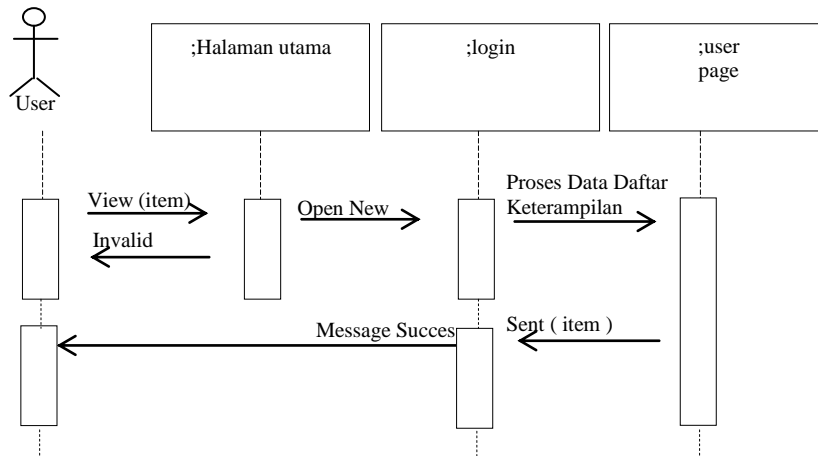 ;Halaman utama
;login
;user
page
User
View (item)
Open New
Proses Data Daftar
Keterampilan
Invalid
Message Succes
Sent ( item )